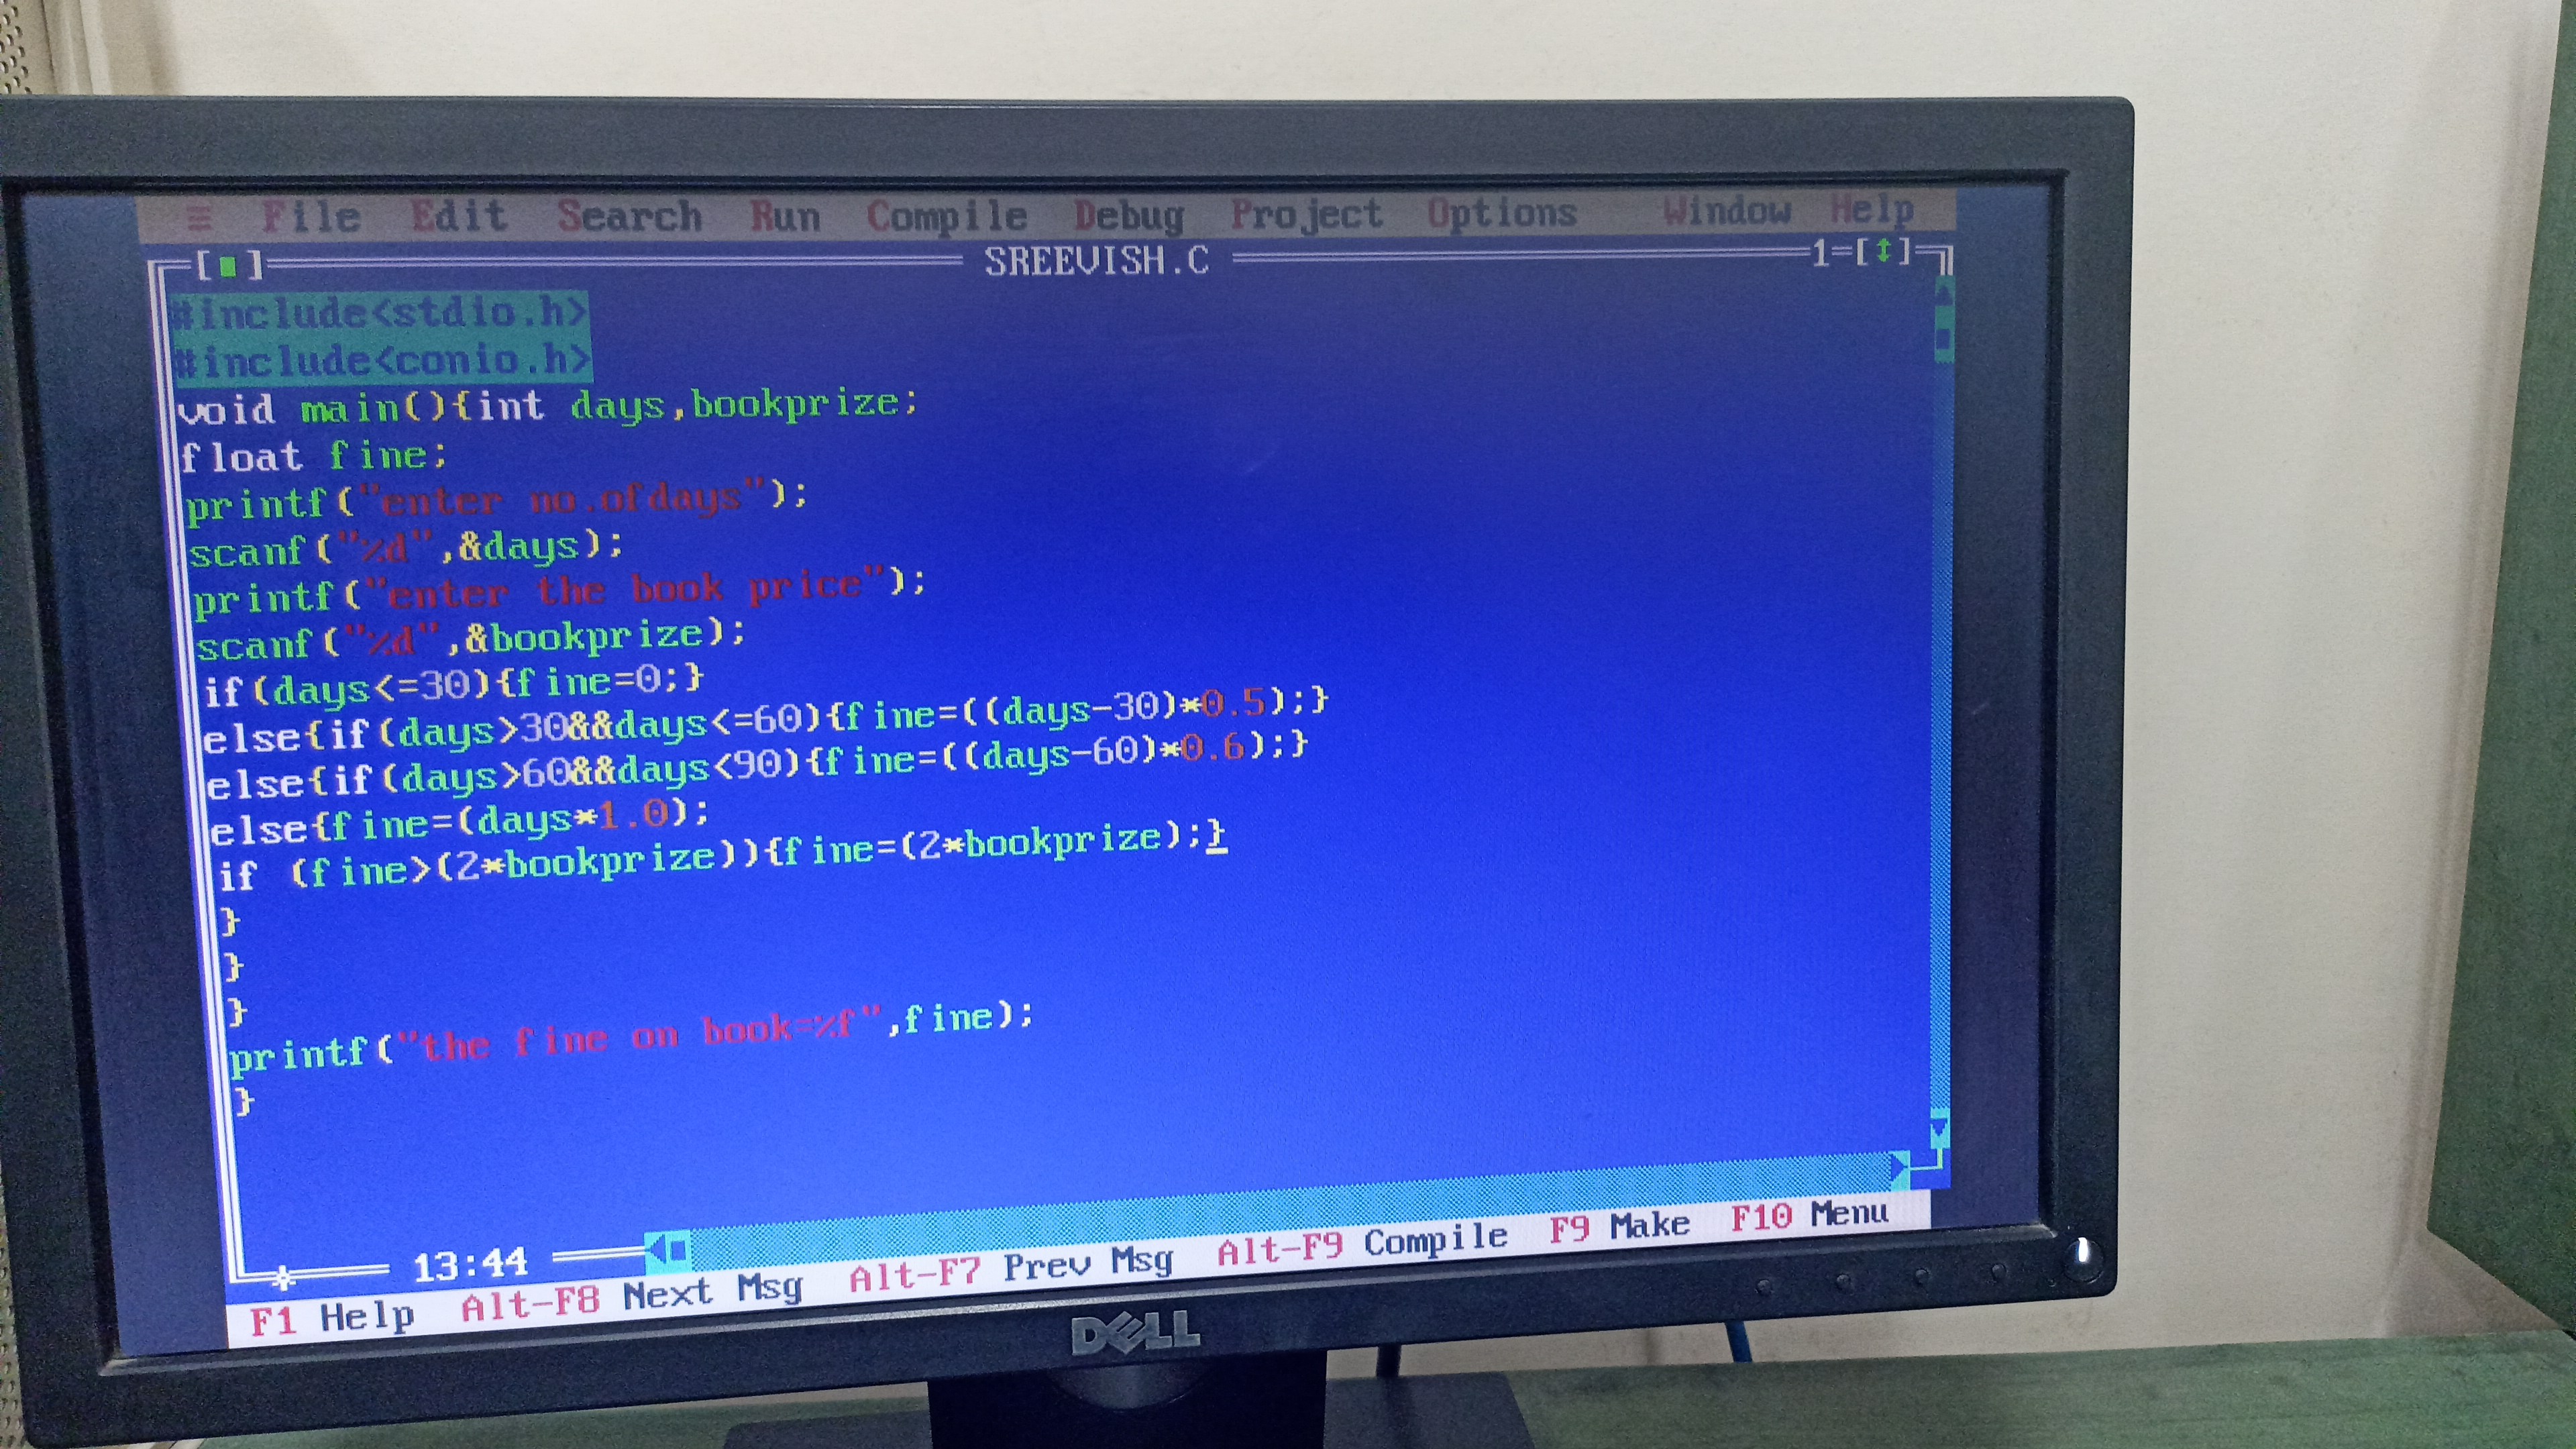 ≡ File Edit Search Run Compile Debug Project Options Window Help
[■] SREEVISH.C 1=[↕]
#include<stdio.h>
#include<conio.h>
void main(){int days,bookprize;
float fine;
printf("enter no.ofdays");
scanf("%d",&days);
printf("enter the book price");
scanf("%d",&bookprize);
if(days<=30){fine=0;}
else{if(days>30&&days<=60){fine=((days-30)*0.5);}
else{if(days>60&&days<90){fine=((days-60)*0.6);}
else{fine=(days*1.0);
if (fine>(2*bookprize)){fine=(2*bookprize);}
}
}
}
printf("the fine on book=%f",fine);
}
13:44
F1 Help Alt-F8 Next Msg Alt-F7 Prev Msg Alt-F9 Compile F9 Make F10 Menu
DELL